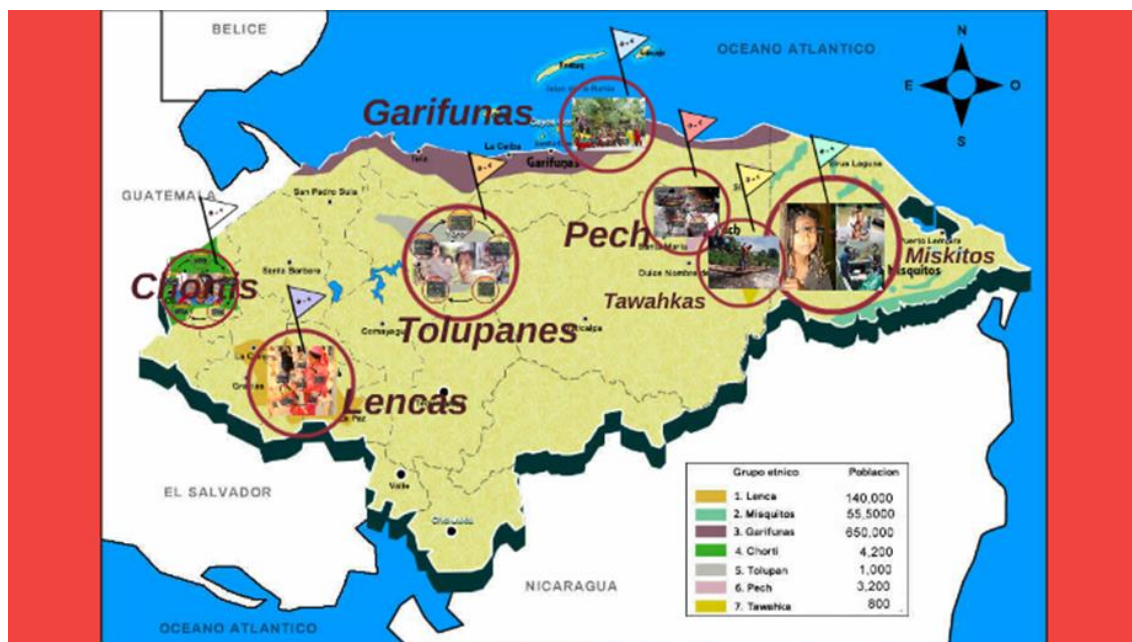 BELICE
OCEANO ATLANTICO
N
E
O
S
Garifunas
Tela
La Ceiba
Garifunas
GUATEMALA
San Pedro Sula
Pech
Santa Maria
Dulce Nombre de
Puerto Lempira
Miskitos
Misquitos
Chortis
Santa Barbara
Tawahkas
Comayagua
Tolupanes
Gracias
Lencas
La Paz
EL SALVADOR
Valle
Choluteca
NICARAGUA
OCEANO ATLANTICO
Grupo etnico Poblacion
1. Lenca 140,000
2. Misquitos 55,5000
3. Garifunas 650,000
4. Chorti 4,200
5. Tolupan 1,000
6. Pech 3,200
7. Tawahka 800